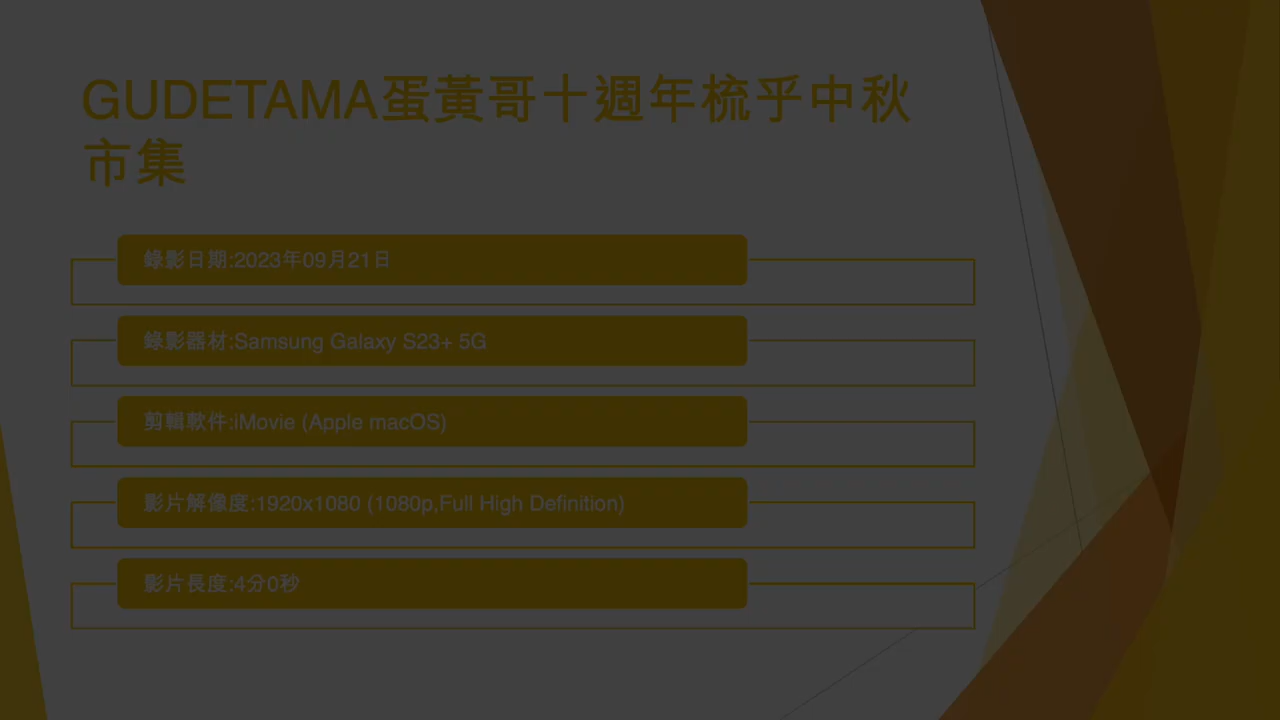 GUDETAMA蛋黃哥十週年梳乎中秋
市集
錄影日期:2023年09月21日
錄影器材:Samsung Galaxy S23+ 5G
剪輯軟件:iMovie (Apple macOS)
影片解像度:1920x1080 (1080p,Full High Definition)
影片長度:4分0秒